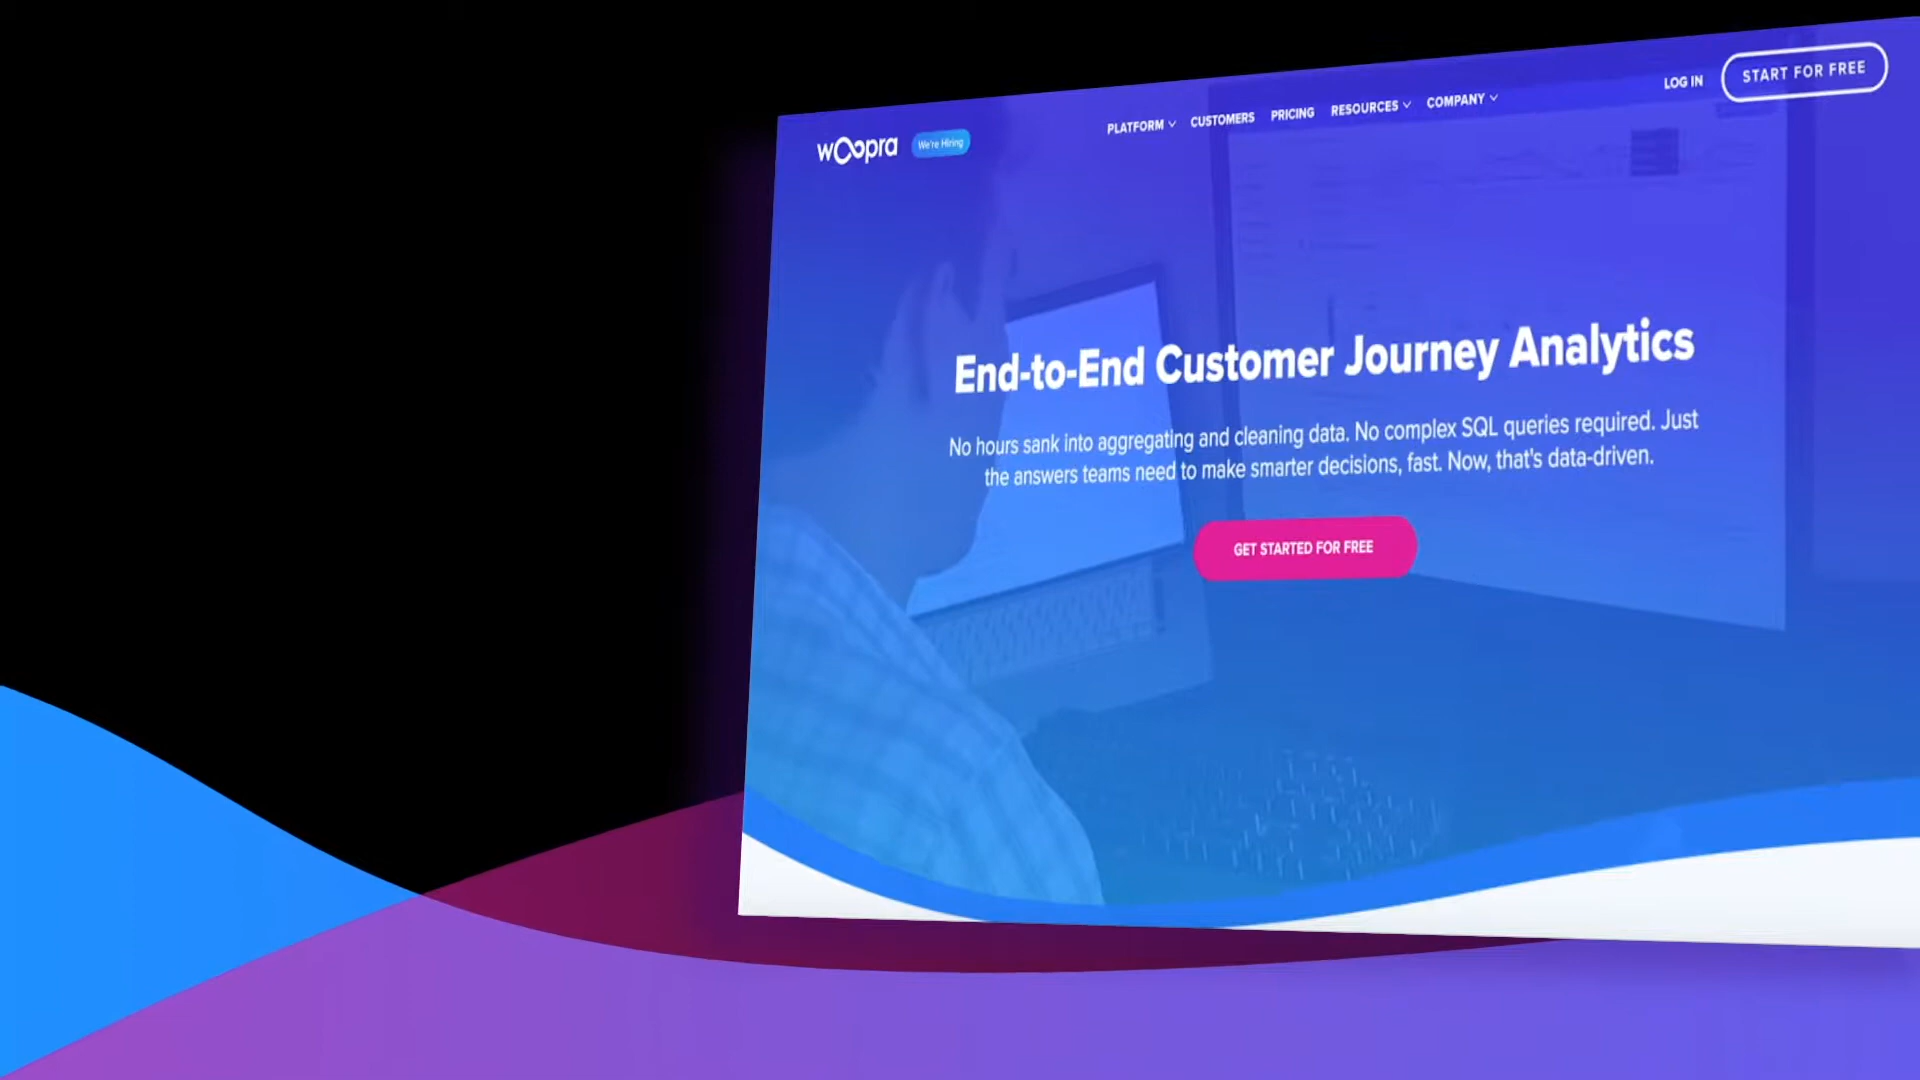 woopra
We're Hiring
PLATFORM
CUSTOMERS
PRICING
RESOURCES
COMPANY
LOG IN
START FOR FREE
End-to-End Customer Journey Analytics
No hours sank into aggregating and cleaning data. No complex SQL queries required. Just
the answers teams need to make smarter decisions, fast. Now, that's data-driven.
GET STARTED FOR FREE